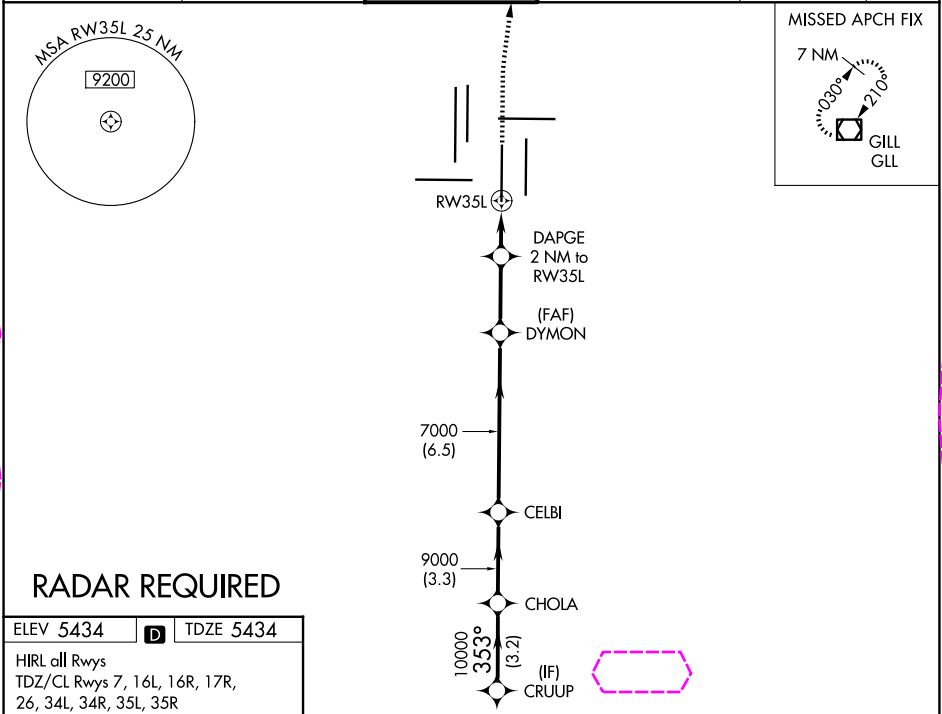 MSA RW35L 25 NM
9200
MISSED APCH FIX
7 NM
030°
210°
GILL
GLL
RW35L
DAPGE
2 NM to
RW35L
(FAF)
DYMON
7000
(6.5)
CELBI
9000
(3.3)
CHOLA
10000
353°
(3.2)
(IF)
CRUUP
RADAR REQUIRED
ELEV 5434 D TDZE 5434
HIRL all Rwys
TDZ/CL Rwys 7, 16L, 16R, 17R,
26, 34L, 34R, 35L, 35R